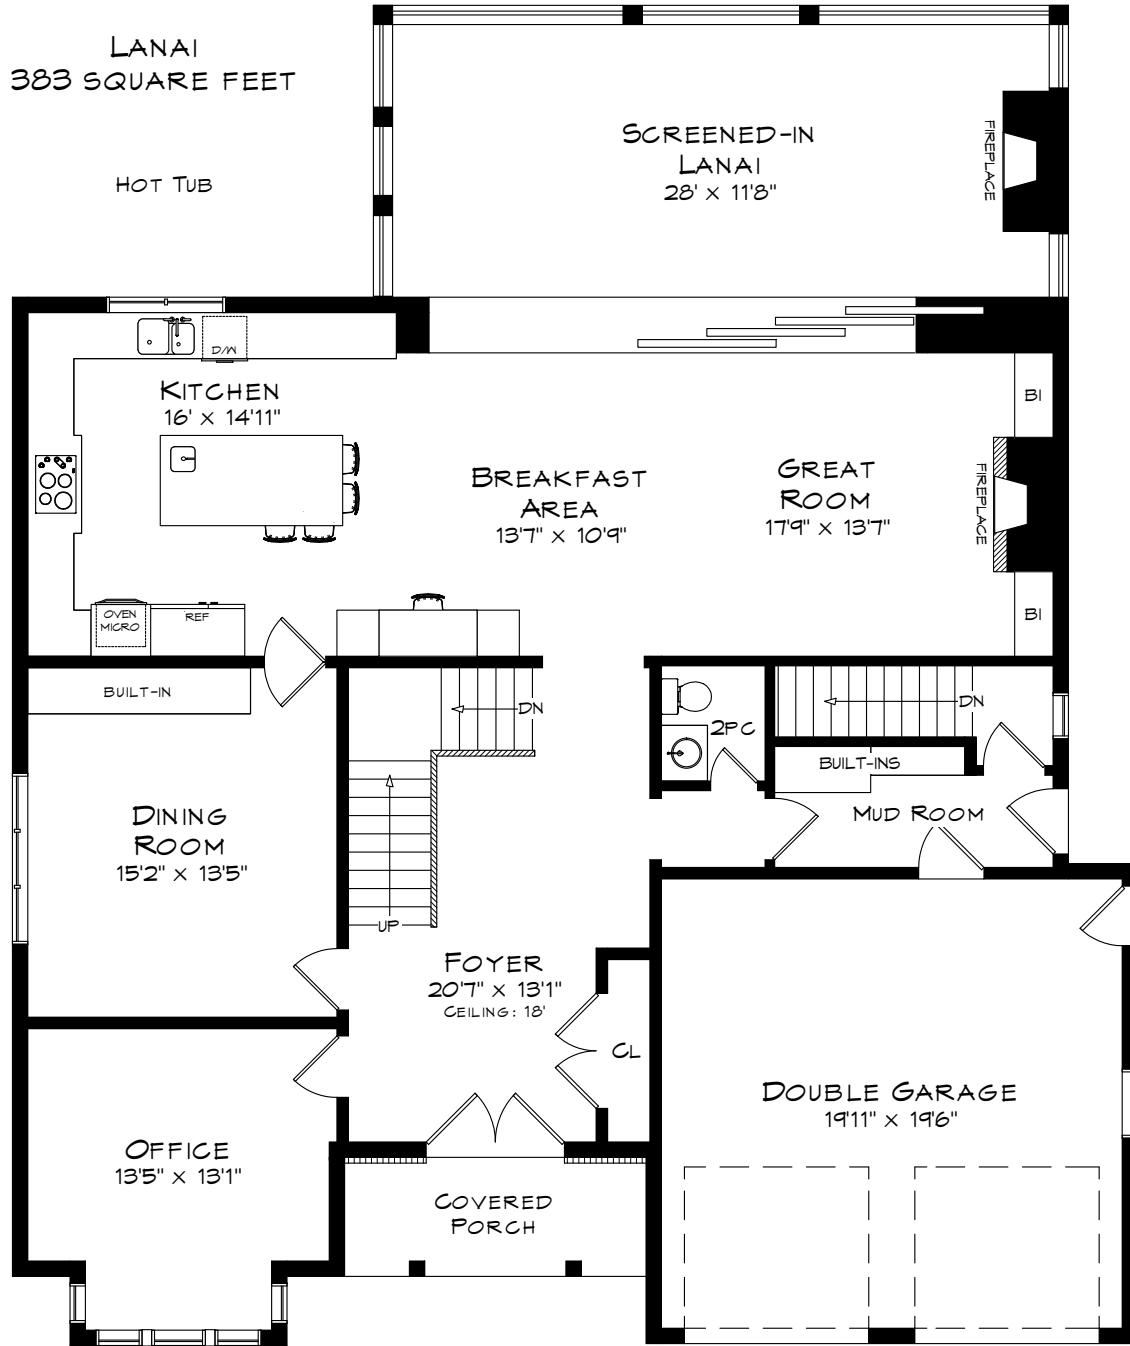 LANAI
383 SQUARE FEET
HOT TUB
SCREENED-IN
LANAI
28' X 11'8"
FIREPLACE
D/W
KITCHEN
16' X 14'11"
BREAKFAST
AREA
13'7" X 10'9"
GREAT
ROOM
17'9" X 13'7"
FIREPLACE
BI
BI
OVEN
MICRO
REF
BUILT-IN
DN
2PC
DN
BUILT-INS
MUD ROOM
DINING
ROOM
15'2" X 13'5"
UP
FOYER
20'7" X 13'1"
CEILING: 18'
CL
DOUBLE GARAGE
19'11" X 19'6"
OFFICE
13'5" X 13'1"
COVERED
PORCH